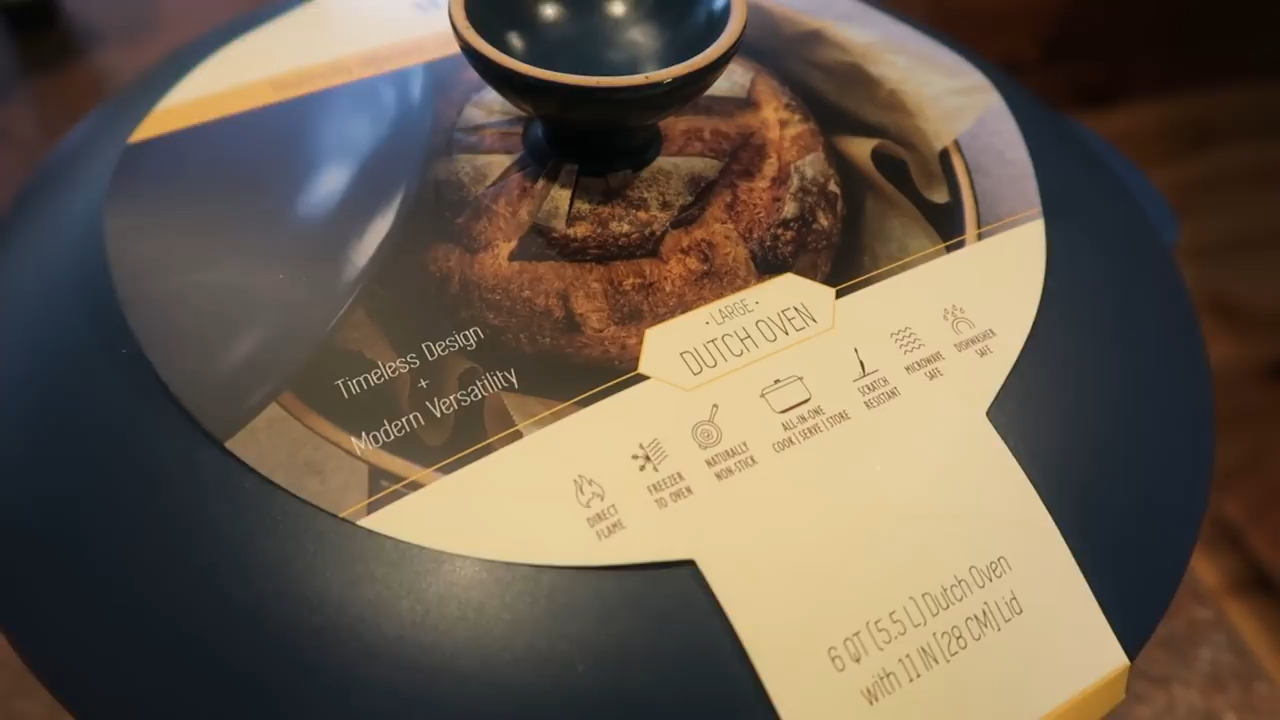 Timeless Design
+
Modern Versatility
· LARGE ·
DUTCH OVEN
DIRECT
FLAME
FREEZER
TO OVEN
NATURALLY
NON-STICK
ALL-IN-ONE
COOK | SERVE | STORE
SCRATCH
RESISTANT
MICROWAVE
SAFE
DISHWASHER
SAFE
6 QT [5.5 L] Dutch Oven
with 11 IN [28 CM] Lid